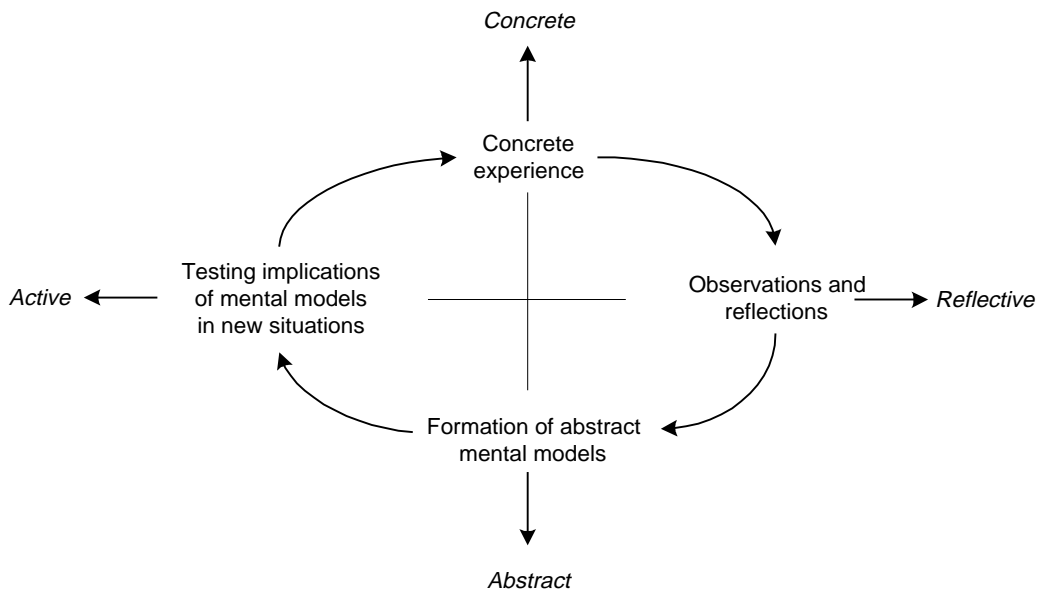 Concrete
Concrete
experience
Testing implications
of mental models
in new situations
Active
Observations and
reflections
Reflective
Formation of abstract
mental models
Abstract